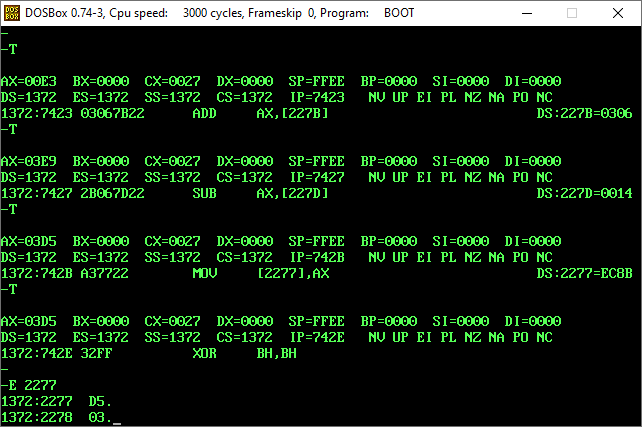 DOS
BOX
DOSBox 0.74-3, Cpu speed: 3000 cycles, Frameskip 0, Program: BOOT
-
-T
AX=00E3 BX=0000 CX=0027 DX=0000 SP=FFEE BP=0000 SI=0000 DI=0000
DS=1372 ES=1372 SS=1372 CS=1372 IP=7423 NV UP EI PL NZ NA PO NC
1372:7423 03067B22 ADD AX,[227B] DS:227B=0306
-T
AX=03E9 BX=0000 CX=0027 DX=0000 SP=FFEE BP=0000 SI=0000 DI=0000
DS=1372 ES=1372 SS=1372 CS=1372 IP=7427 NV UP EI PL NZ NA PO NC
1372:7427 2B067D22 SUB AX,[227D] DS:227D=0014
-T
AX=03D5 BX=0000 CX=0027 DX=0000 SP=FFEE BP=0000 SI=0000 DI=0000
DS=1372 ES=1372 SS=1372 CS=1372 IP=742B NV UP EI PL NZ NA PO NC
1372:742B A37722 MOV [2277],AX DS:2277=EC8B
-T
AX=03D5 BX=0000 CX=0027 DX=0000 SP=FFEE BP=0000 SI=0000 DI=0000
DS=1372 ES=1372 SS=1372 CS=1372 IP=742E NV UP EI PL NZ NA PO NC
1372:742E 32FF XOR BH,BH
-
-E 2277
1372:2277 D5.
1372:2278 03._